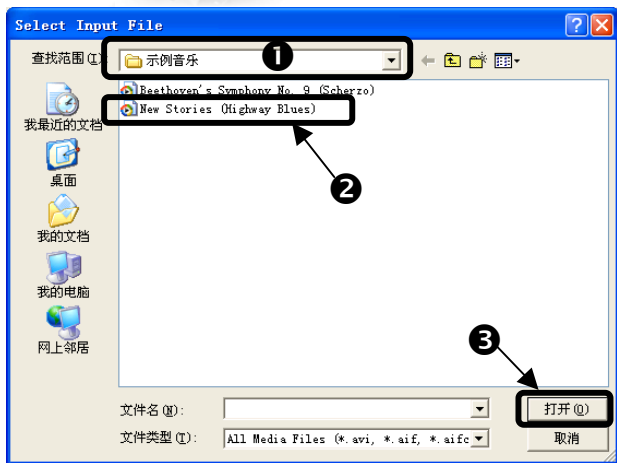 Select Input File
查找范围(I):
示例音乐
❶
Beethoven's Symphony No. 9 (Scherzo)
New Stories (Highway Blues)
❷
我最近的文档
桌面
我的文档
我的电脑
网上邻居
❸
文件名(N):
打开(O)
文件类型(T):
All Media Files (*.avi, *.aif, *.aifc
取消